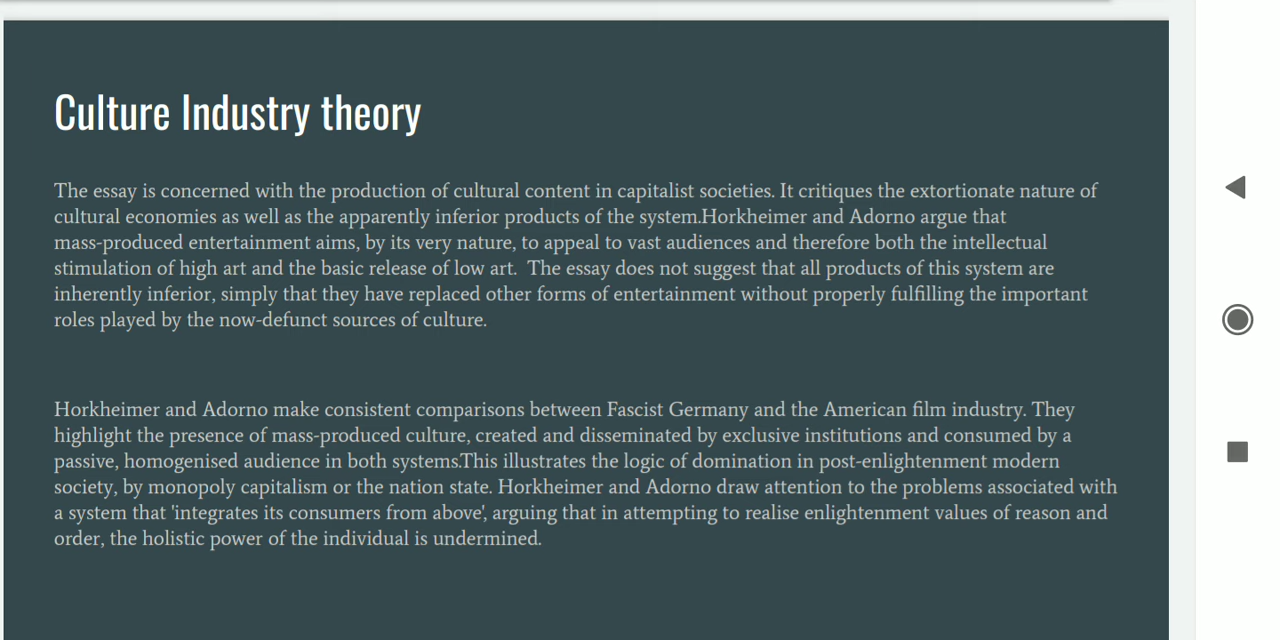 Culture Industry theory
The essay is concerned with the production of cultural content in capitalist societies. It critiques the extortionate nature of
cultural economies as well as the apparently inferior products of the system.Horkheimer and Adorno argue that
mass-produced entertainment aims, by its very nature, to appeal to vast audiences and therefore both the intellectual
stimulation of high art and the basic release of low art.  The essay does not suggest that all products of this system are
inherently inferior, simply that they have replaced other forms of entertainment without properly fulfilling the important
roles played by the now-defunct sources of culture.
Horkheimer and Adorno make consistent comparisons between Fascist Germany and the American film industry. They
highlight the presence of mass-produced culture, created and disseminated by exclusive institutions and consumed by a
passive, homogenised audience in both systems.This illustrates the logic of domination in post-enlightenment modern
society, by monopoly capitalism or the nation state. Horkheimer and Adorno draw attention to the problems associated with
a system that 'integrates its consumers from above', arguing that in attempting to realise enlightenment values of reason and
order, the holistic power of the individual is undermined.